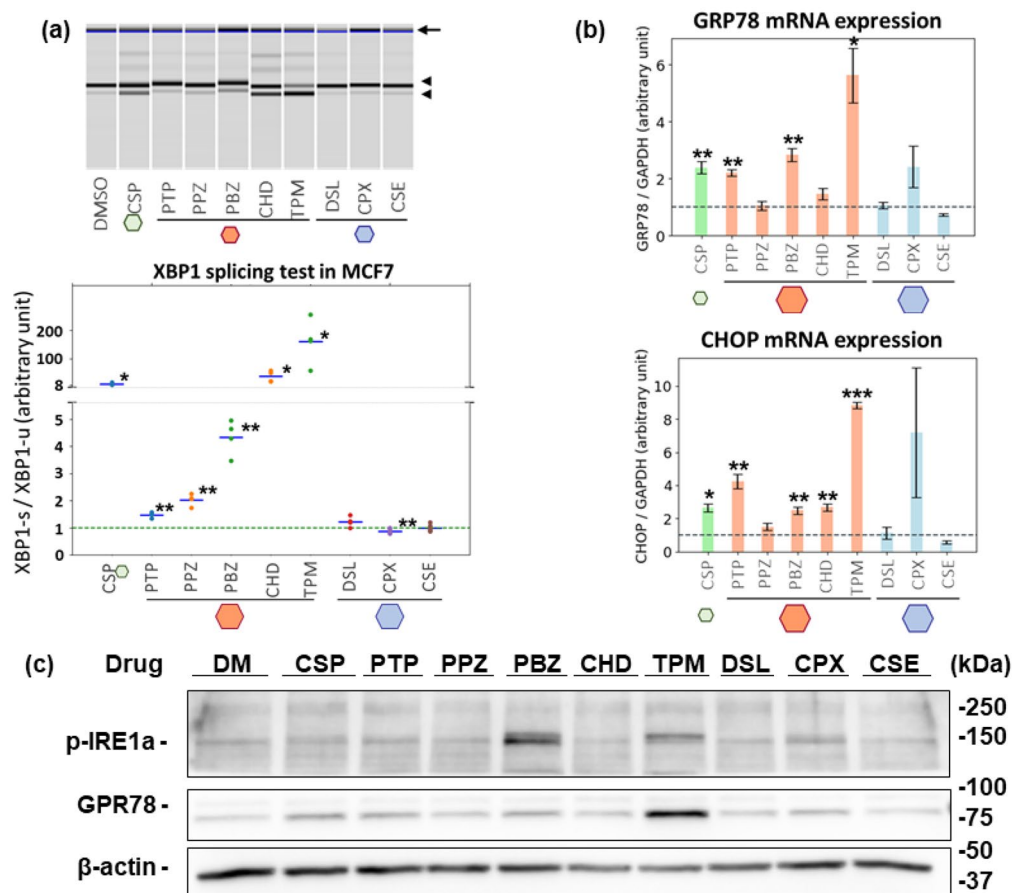 (a)
DMSO CSP PTP PPZ PBZ CHD TPM DSL CPX CSE
XBP1 splicing test in MCF7
XBP1-s / XBP1-u (arbitrary unit)
200
100
8
5
4
3
2
1
0
* ** ** ** * * **
CSP PTP PPZ PBZ CHD TPM DSL CPX CSE
(b)
GRP78 mRNA expression
GRP78 / GAPDH (arbitrary unit)
6
4
2
0
** ** ** *
CSP PTP PPZ PBZ CHD TPM DSL CPX CSE
CHOP mRNA expression
CHOP / GAPDH (arbitrary unit)
10
8
6
4
2
0
* ** ** ** ***
CSP PTP PPZ PBZ CHD TPM DSL CPX CSE
(c) Drug DM CSP PTP PPZ PBZ CHD TPM DSL CPX CSE (kDa)
-250
p-IRE1a - -150
-100
GPR78 - -75
-50
β-actin - -37